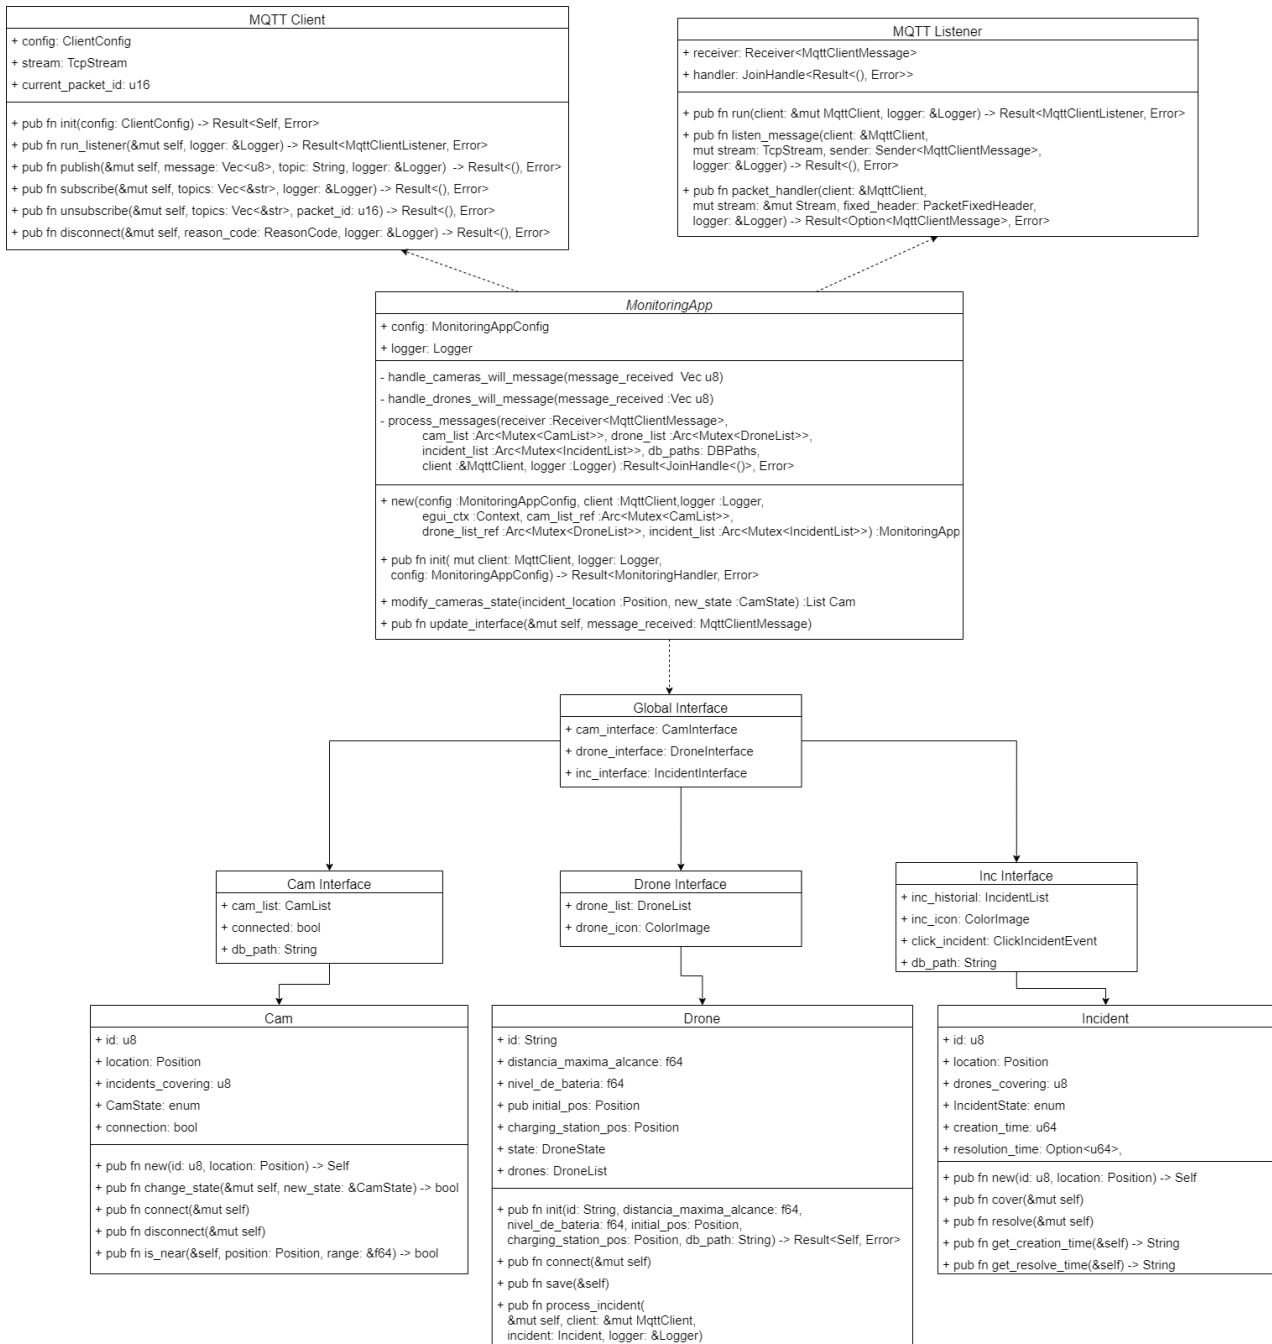 MQTT Client
+ config: ClientConfig
+ stream: TcpStream
+ current_packet_id: u16
+ pub fn init(config: ClientConfig) -> Result<Self, Error>
+ pub fn run_listener(&mut self, logger: &Logger) -> Result<MqttClientListener, Error>
+ pub fn publish(&mut self, message: Vec<u8>, topic: String, logger: &Logger)  -> Result<(), Error>
+ pub fn subscribe(&mut self, topics: Vec<&str>, logger: &Logger) -> Result<(), Error>
+ pub fn unsubscribe(&mut self, topics: Vec<&str>, packet_id: u16) -> Result<(), Error>
+ pub fn disconnect(&mut self, reason_code: ReasonCode, logger: &Logger) -> Result<(), Error>
MQTT Listener
+ receiver: Receiver<MqttClientMessage>
+ handler: JoinHandle<Result<(), Error>>
+ pub fn run(client: &mut MqttClient, logger: &Logger) -> Result<MqttClientListener, Error>
+ pub fn listen_message(client: &MqttClient,
mut stream: TcpStream, sender: Sender<MqttClientMessage>,
logger: &Logger) -> Result<(), Error>
+ pub fn packet_handler(client: &MqttClient,
mut stream: &mut Stream, fixed_header: PacketFixedHeader,
logger: &Logger) -> Result<Option<MqttClientMessage>, Error>
MonitoringApp
+ config: MonitoringAppConfig
+ logger: Logger
- handle_cameras_will_message(message_received  Vec u8)
- handle_drones_will_message(message_received :Vec u8)
- process_messages(receiver :Receiver<MqttClientMessage>,
cam_list :Arc<Mutex<CamList>>, drone_list :Arc<Mutex<DroneList>>,
incident_list :Arc<Mutex<IncidentList>>, db_paths: DBPaths,
client :&MqttClient, logger :Logger) :Result<JoinHandle<()>, Error>
+ new(config :MonitoringAppConfig, client :MqttClient,logger :Logger,
egui_ctx :Context, cam_list_ref :Arc<Mutex<CamList>>,
drone_list_ref :Arc<Mutex<DroneList>>, incident_list :Arc<Mutex<IncidentList>>) :MonitoringApp
+ pub fn init( mut client: MqttClient, logger: Logger,
config: MonitoringAppConfig) -> Result<MonitoringHandler, Error>
+ modify_cameras_state(incident_location :Position, new_state :CamState) :List Cam
+ pub fn update_interface(&mut self, message_received: MqttClientMessage)
Global Interface
+ cam_interface: CamInterface
+ drone_interface: DroneInterface
+ inc_interface: IncidentInterface
Cam Interface
+ cam_list: CamList
+ connected: bool
+ db_path: String
Drone Interface
+ drone_list: DroneList
+ drone_icon: ColorImage
Inc Interface
+ inc_historial: IncidentList
+ inc_icon: ColorImage
+ click_incident: ClickIncidentEvent
+ db_path: String
Cam
+ id: u8
+ location: Position
+ incidents_covering: u8
+ CamState: enum
+ connection: bool
+ pub fn new(id: u8, location: Position) -> Self
+ pub fn change_state(&mut self, new_state: &CamState) -> bool
+ pub fn connect(&mut self)
+ pub fn disconnect(&mut self)
+ pub fn is_near(&self, position: Position, range: &f64) -> bool
Drone
+ id: String
+ distancia_maxima_alcance: f64
+ nivel_de_bateria: f64
+ pub initial_pos: Position
+ charging_station_pos: Position
+ state: DroneState
+ drones: DroneList
+ pub fn init(id: String, distancia_maxima_alcance: f64,
nivel_de_bateria: f64, initial_pos: Position,
charging_station_pos: Position, db_path: String) -> Result<Self, Error>
+ pub fn connect(&mut self)
+ pub fn save(&self)
+ pub fn process_incident(
&mut self, client: &mut MqttClient,
incident: Incident, logger: &Logger)
Incident
+ id: u8
+ location: Position
+ drones_covering: u8
+ IncidentState: enum
+ creation_time: u64
+ resolution_time: Option<u64>,
+ pub fn new(id: u8, location: Position) -> Self
+ pub fn cover(&mut self)
+ pub fn resolve(&mut self)
+ pub fn get_creation_time(&self) -> String
+ pub fn get_resolve_time(&self) -> String